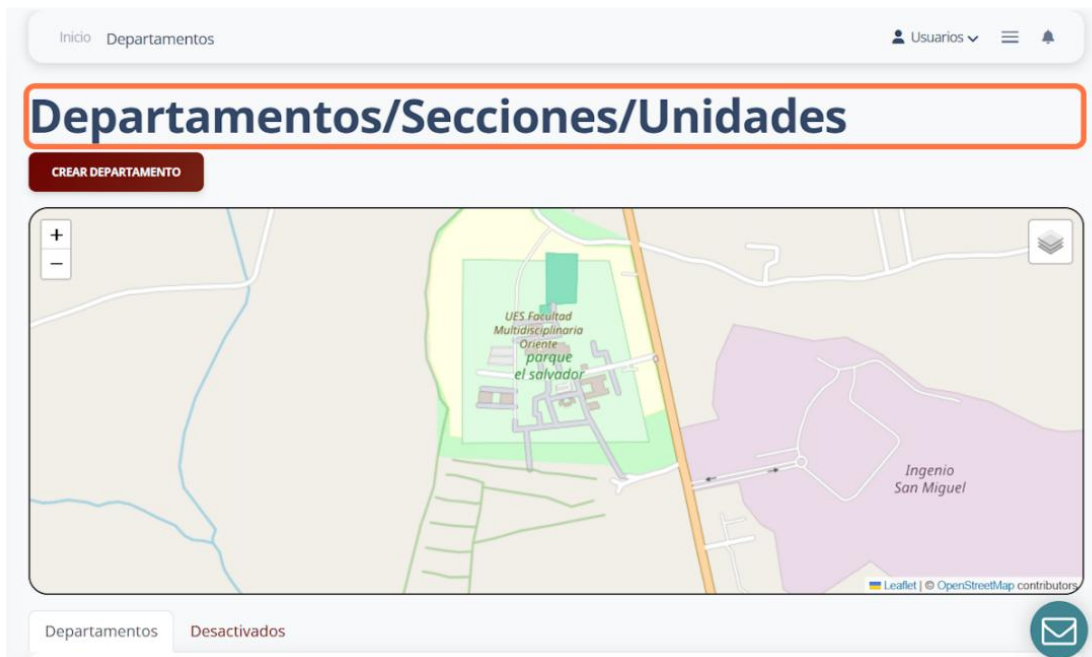 Inicio Departamentos
Usuarios
Departamentos/Secciones/Unidades
CREAR DEPARTAMENTO
+
−
UES Facultad
Multidisciplinaria
Oriente
parque
el salvador
Ingenio
San Miguel
Leaflet | © OpenStreetMap contributors
Departamentos Desactivados